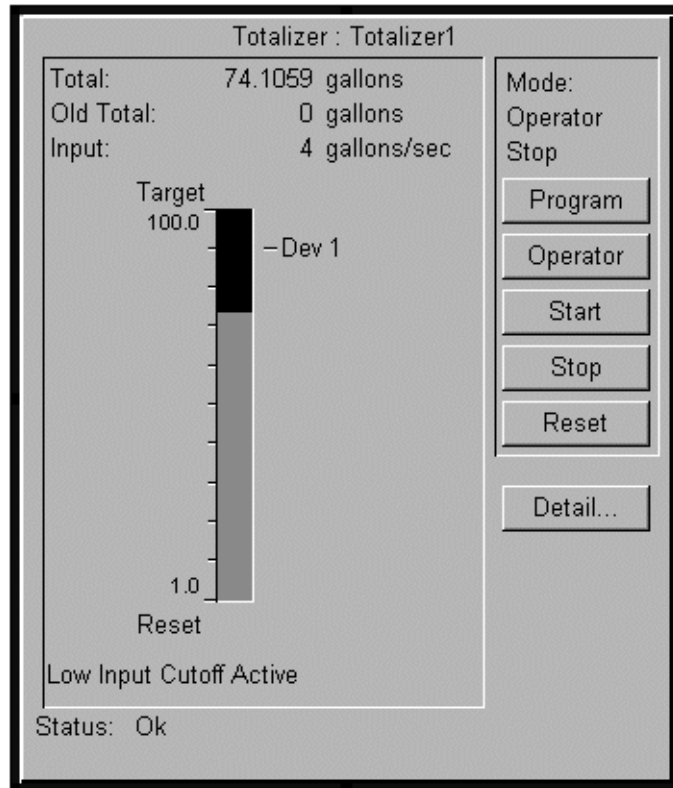 Totalizer : Totalizer1
Total: 74.1059 gallons
Old Total: 0 gallons
Input: 4 gallons/sec
Target
100.0
Dev 1
1.0
Reset
Low Input Cutoff Active
Status: Ok
Mode:
Operator
Stop
Program
Operator
Start
Stop
Reset
Detail...